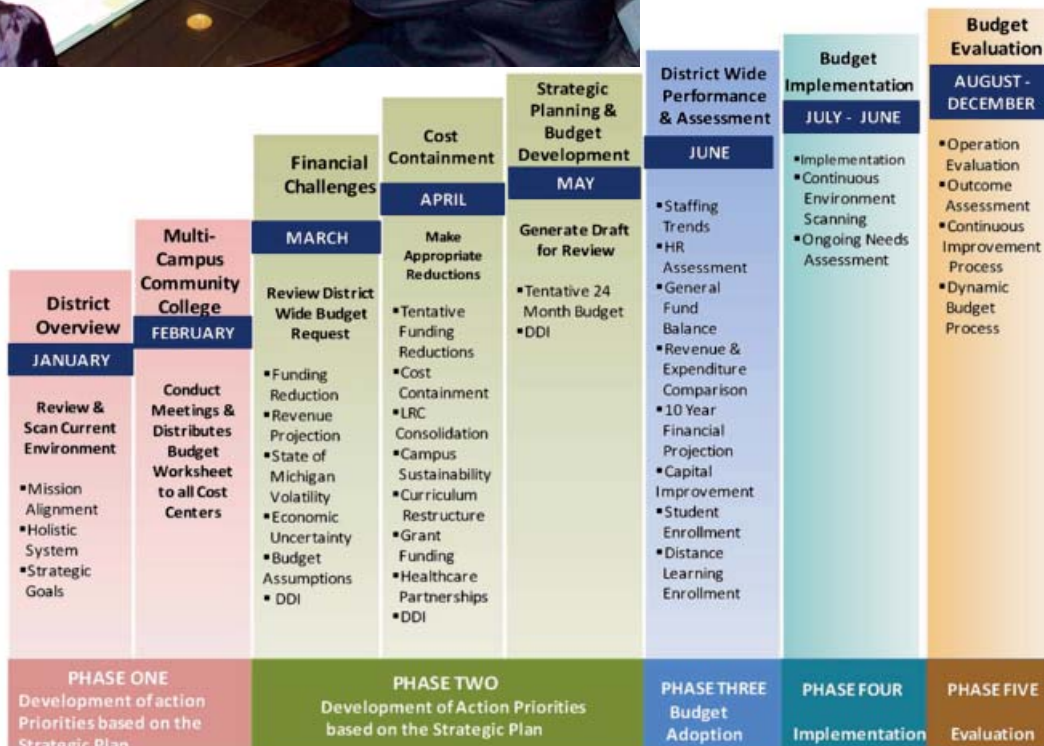 District
Overview
JANUARY
Review &
Scan Current
Environment
▪Mission
Alignment
▪Holistic
System
▪Strategic
Goals
Multi-
Campus
Community
College
FEBRUARY
Conduct
Meetings &
Distributes
Budget
Worksheet
to all Cost
Centers
Financial
Challenges
MARCH
Review District
Wide Budget
Request
▪Funding
Reduction
▪Revenue
Projection
▪State of
Michigan
Volatility
▪Economic
Uncertainty
▪Budget
Assumptions
▪ DDI
Cost
Containment
APRIL
Make
Appropriate
Reductions
▪Tentative
Funding
Reductions
▪Cost
Containment
▪LRC
Consolidation
▪Campus
Sustainability
▪Curriculum
Restructure
▪Grant
Funding
▪Healthcare
Partnerships
▪DDI
Strategic
Planning &
Budget
Development
MAY
Generate Draft
for Review
▪Tentative 24
Month Budget
▪DDI
District Wide
Performance
& Assessment
JUNE
▪Staffing
Trends
▪HR
Assessment
▪General
Fund
Balance
▪Revenue &
Expenditure
Comparison
▪10 Year
Financial
Projection
▪Capital
Improvement
▪Student
Enrollment
▪Distance
Learning
Enrollment
Budget
Implementation
JULY - JUNE
▪Implementation
▪Continuous
Environment
Scanning
▪Ongoing Needs
Assessment
Budget
Evaluation
AUGUST -
DECEMBER
▪Operation
Evaluation
▪Outcome
Assessment
▪Continuous
Improvement
Process
▪Dynamic
Budget
Process
PHASE ONE
Development of action
Priorities based on the
Strategic Plan
PHASE TWO
Development of Action Priorities
based on the Strategic Plan
PHASE THREE
Budget
Adoption
PHASE FOUR
Implementation
PHASE FIVE
Evaluation